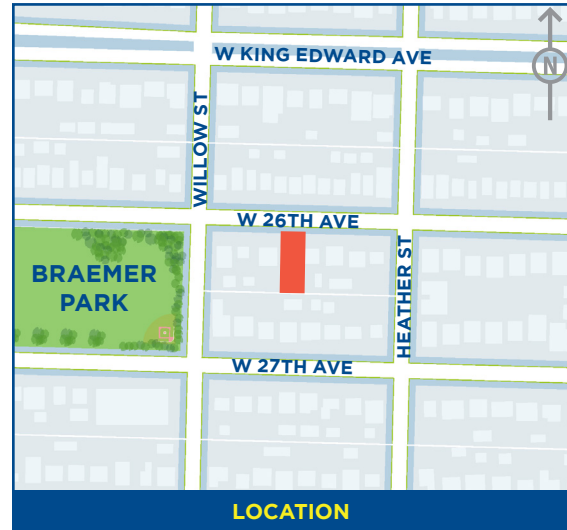 W KING EDWARD AVE
N
WILLOW ST
W 26TH AVE
HEATHER ST
BRAEMER
PARK
W 27TH AVE
LOCATION